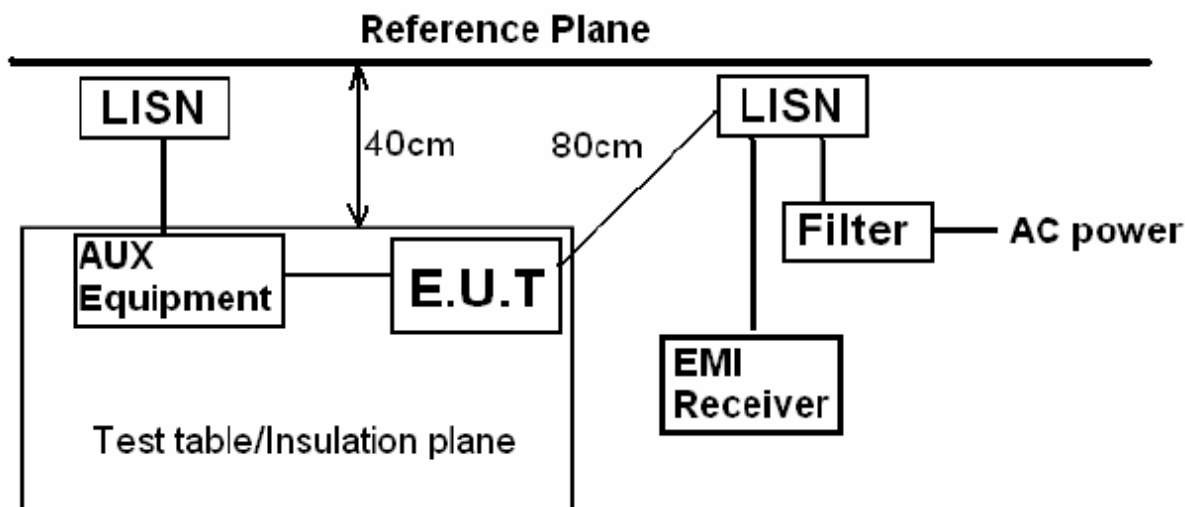 Reference Plane
LISN
40cm
80cm
LISN
Filter
AC power
AUX
Equipment
E.U.T
EMI
Receiver
Test table/Insulation plane